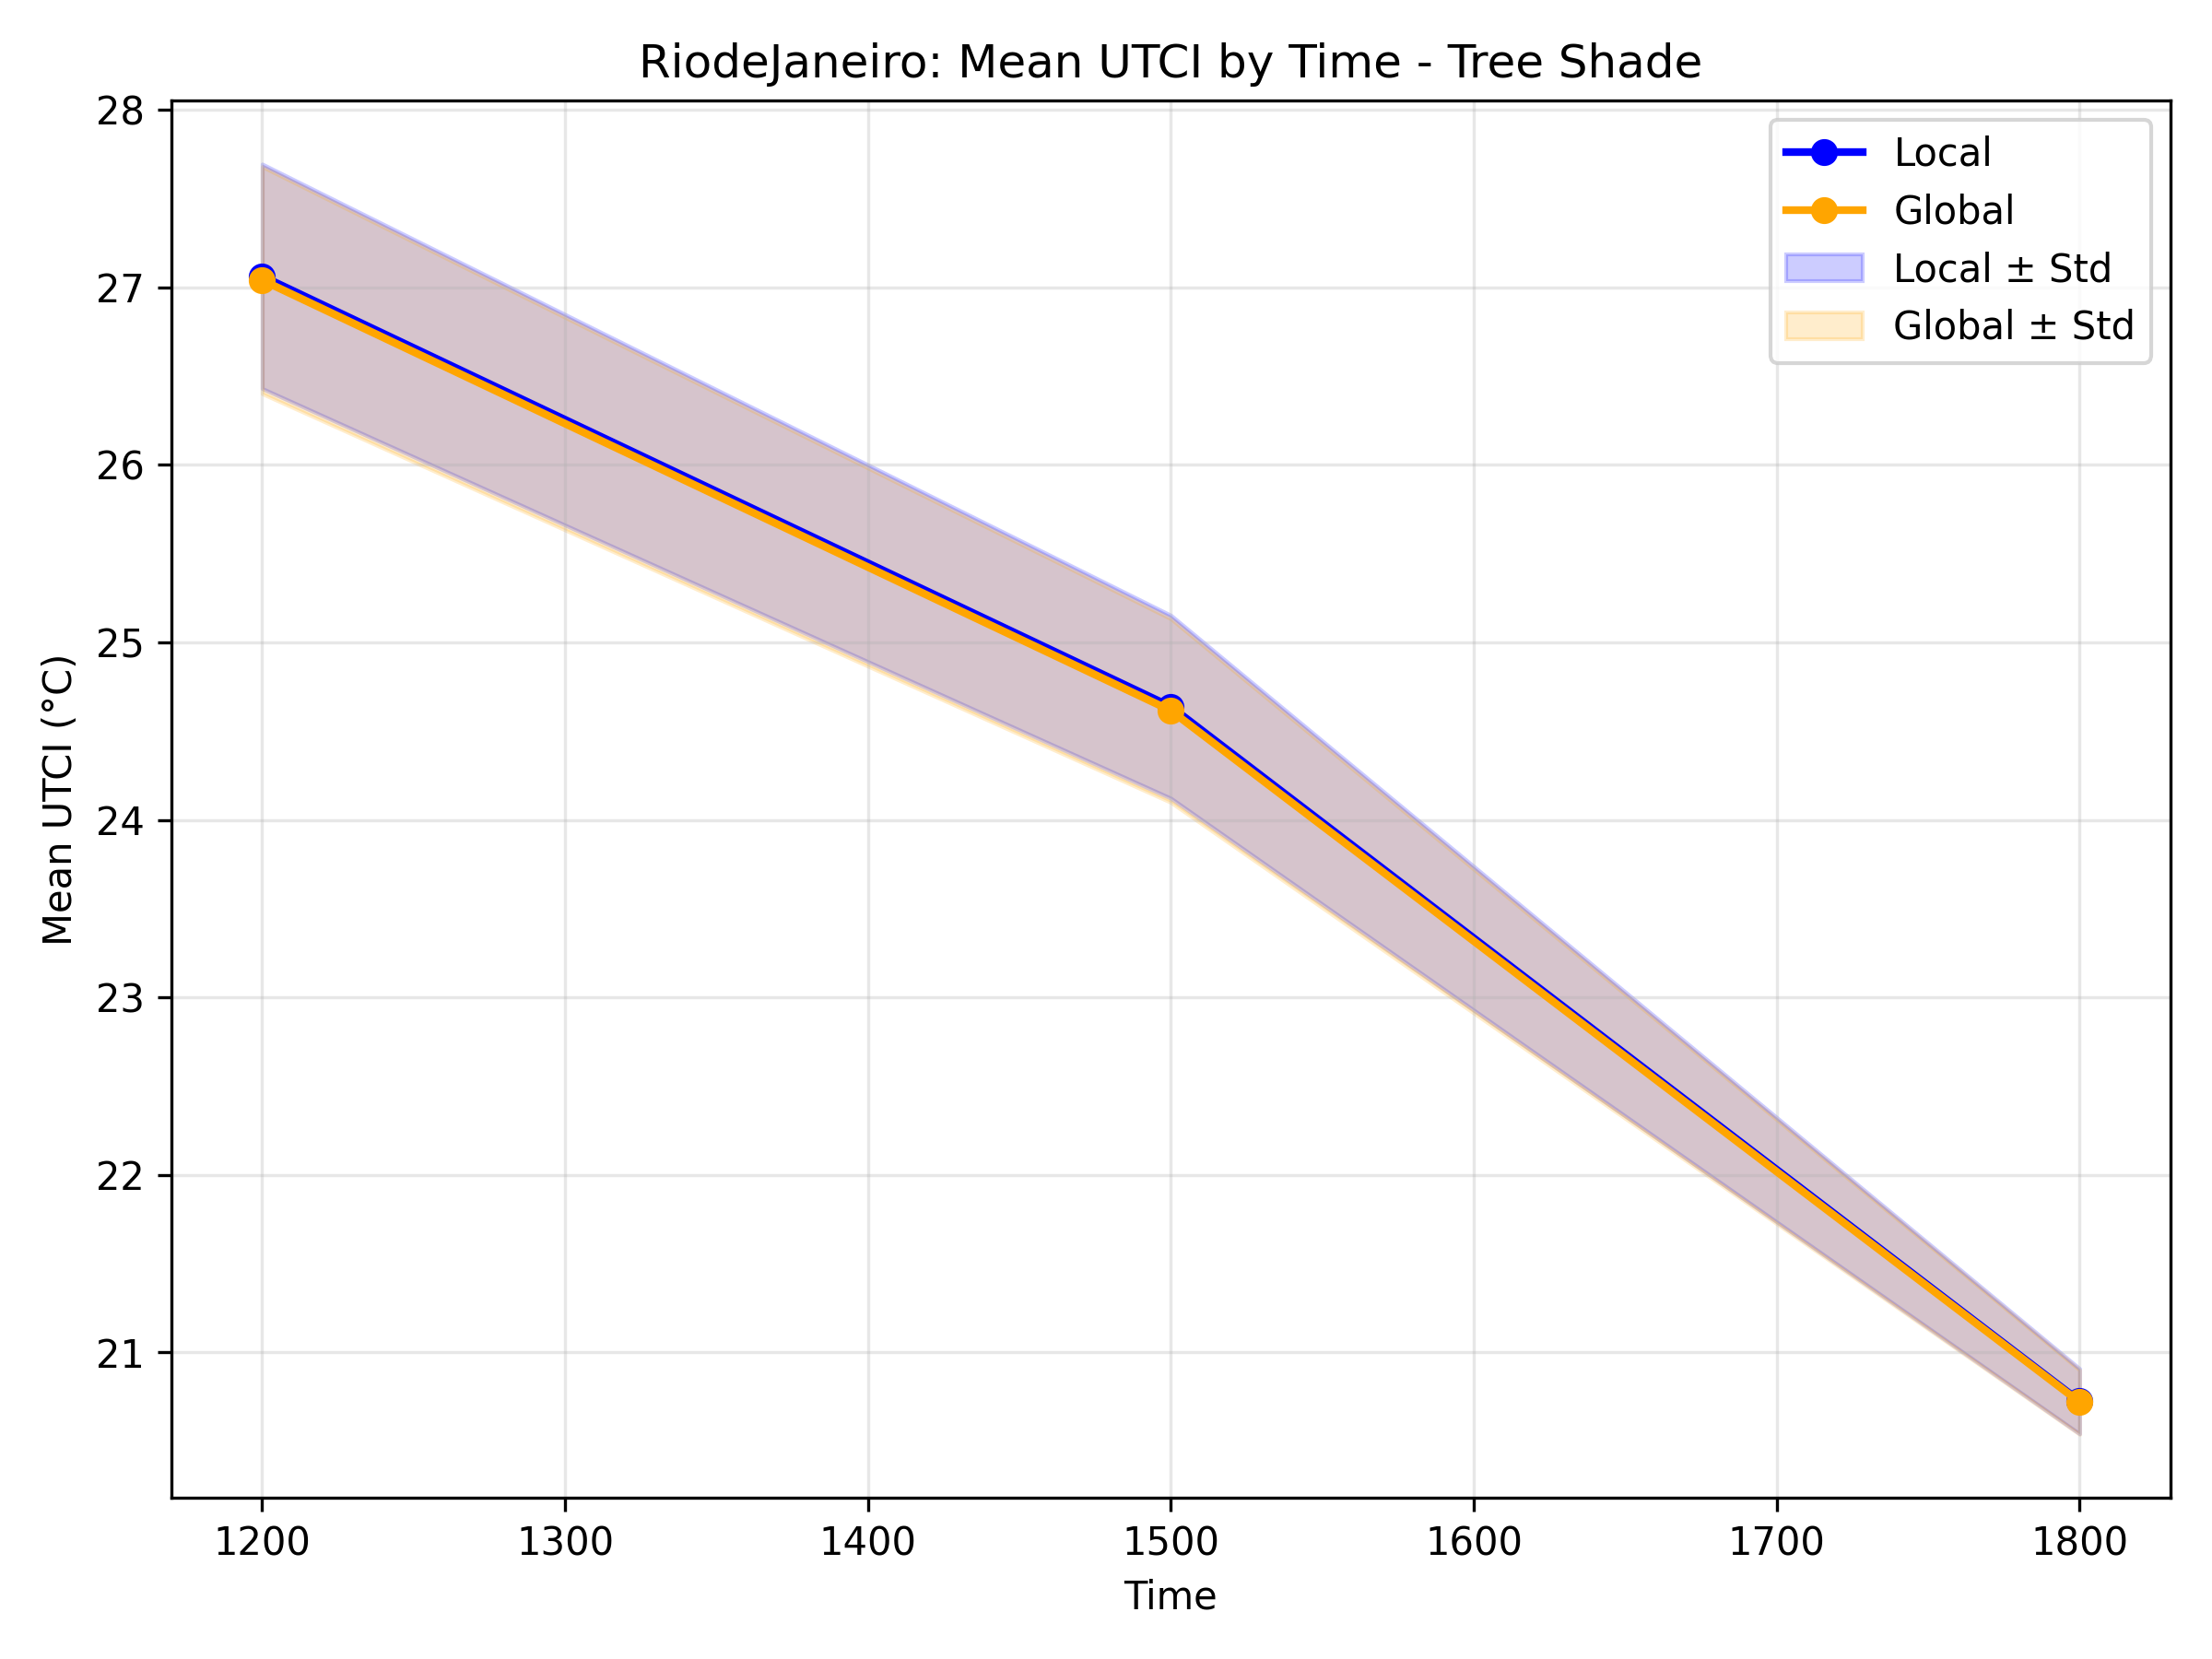 RiodeJaneiro: Mean UTCI by Time - Tree Shade
Local
Global
Local ± Std
Global ± Std
Mean UTCI (°C)
28
27
26
25
24
23
22
21
1200 1300 1400 1500 1600 1700 1800
Time